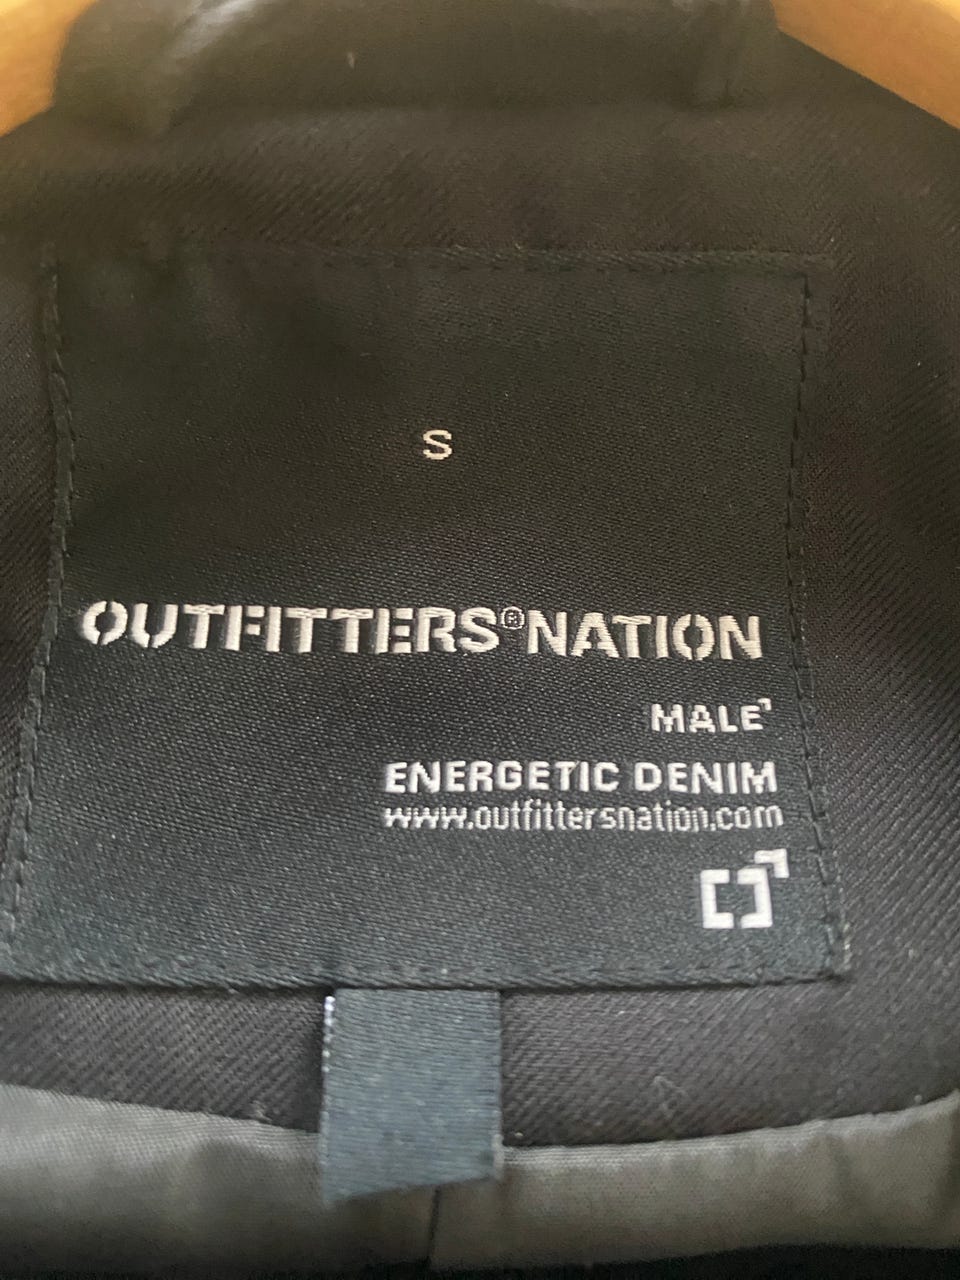 S
OUTFITTERS®NATION
MALE
ENERGETIC DENIM
www.outfittersnation.com